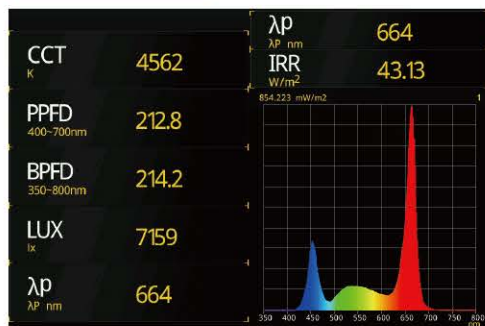 CCT
K
4562
PPFD
400~700nm
212.8
BPFD
350~800nm
214.2
LUX
lx
7159
λp
λP nm
664
λp
λP nm
664
IRR
W/m2
43.13
854.223 mW/m2
1
350 400 450 500 550 600 650 700 750 800
nm